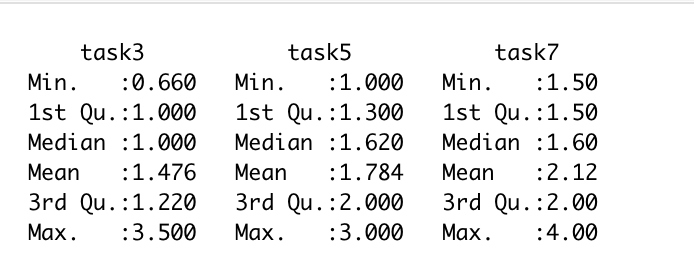 task3 task5 task7
Min. :0.660 Min. :1.000 Min. :1.50
1st Qu.:1.000 1st Qu.:1.300 1st Qu.:1.50
Median :1.000 Median :1.620 Median :1.60
Mean :1.476 Mean :1.784 Mean :2.12
3rd Qu.:1.220 3rd Qu.:2.000 3rd Qu.:2.00
Max. :3.500 Max. :3.000 Max. :4.00